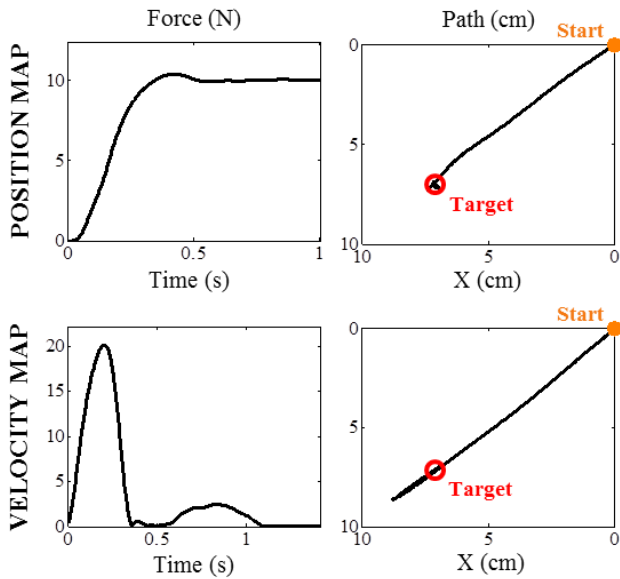 Force (N)
Path (cm)
POSITION MAP
10
5
0
0
0.5
1
Time (s)
Start
0
5
10
Target
10
5
0
X (cm)
VELOCITY MAP
20
15
10
5
0
0
0.5
1
Time (s)
Start
0
5
10
Target
10
5
0
X (cm)